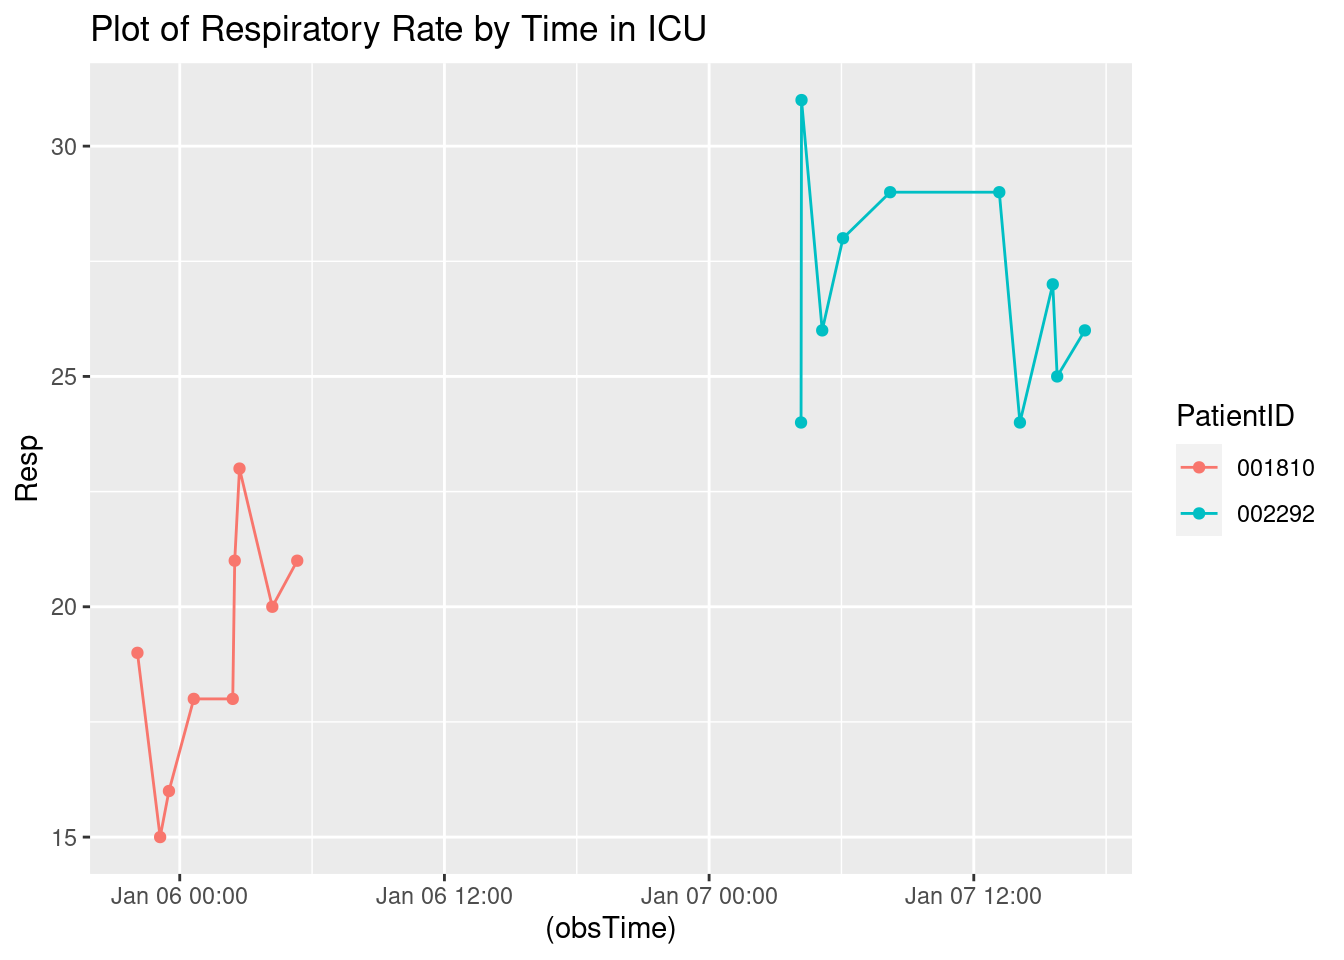 Plot of Respiratory Rate by Time in ICU
30
25
20
15
Resp
Jan 06 00:00
Jan 06 12:00
Jan 07 00:00
Jan 07 12:00
(obsTime)
PatientID
001810
002292